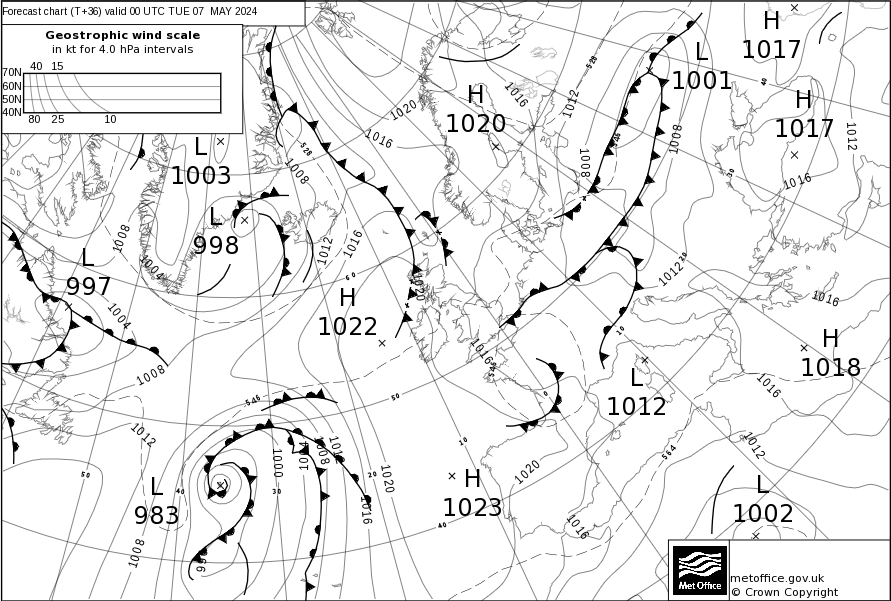 Forecast chart (T+36) valid 00 UTC TUE 07 MAY 2024
Geostrophic wind scale
in kt for 4.0 hPa intervals
40 15
70N
60N
50N
40N
80 25 10
H
1017
L
1001
H
1020
H
1017
L
1003
L
998
L
997
H
1022
H
1018
L
1012
L
983
H
1023
L
1002
1020
1016
1016
1012
1008
1008
1012
1016
1008
1008
1012
1016
1004
1004
1020
1012
1016
1008
1016
1016
1012
1012
1000
1004
1008
1020
1016
1020
1016
1008
528
528
546
546
546
564
60
50
50
40
40
30
20
10
10
0
30
40
metoffice.gov.uk
© Crown Copyright
Met Office